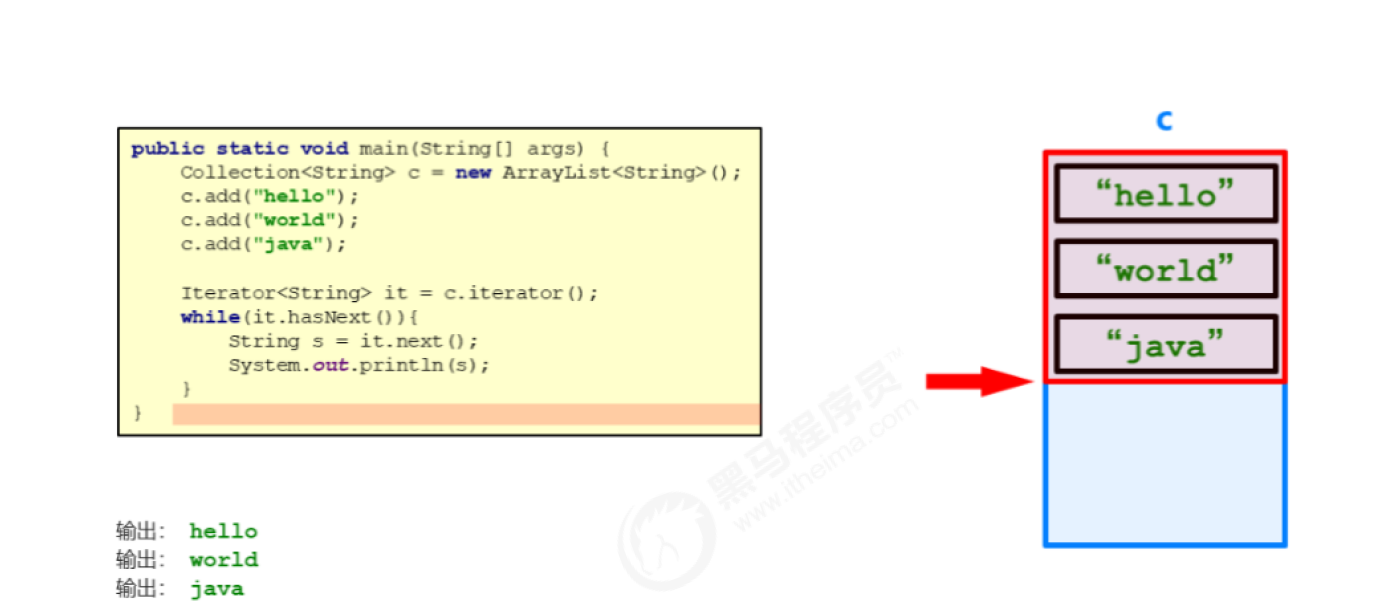 public static void main(String[] args) {
Collection<String> c = new ArrayList<String>();
c.add("hello");
c.add("world");
c.add("java");
Iterator<String> it = c.iterator();
while(it.hasNext()){
String s = it.next();
System.out.println(s);
}
}
输出: hello
输出: world
输出: java
c
“hello”
“world”
“java”
黑马程序员™
www.itheima.com